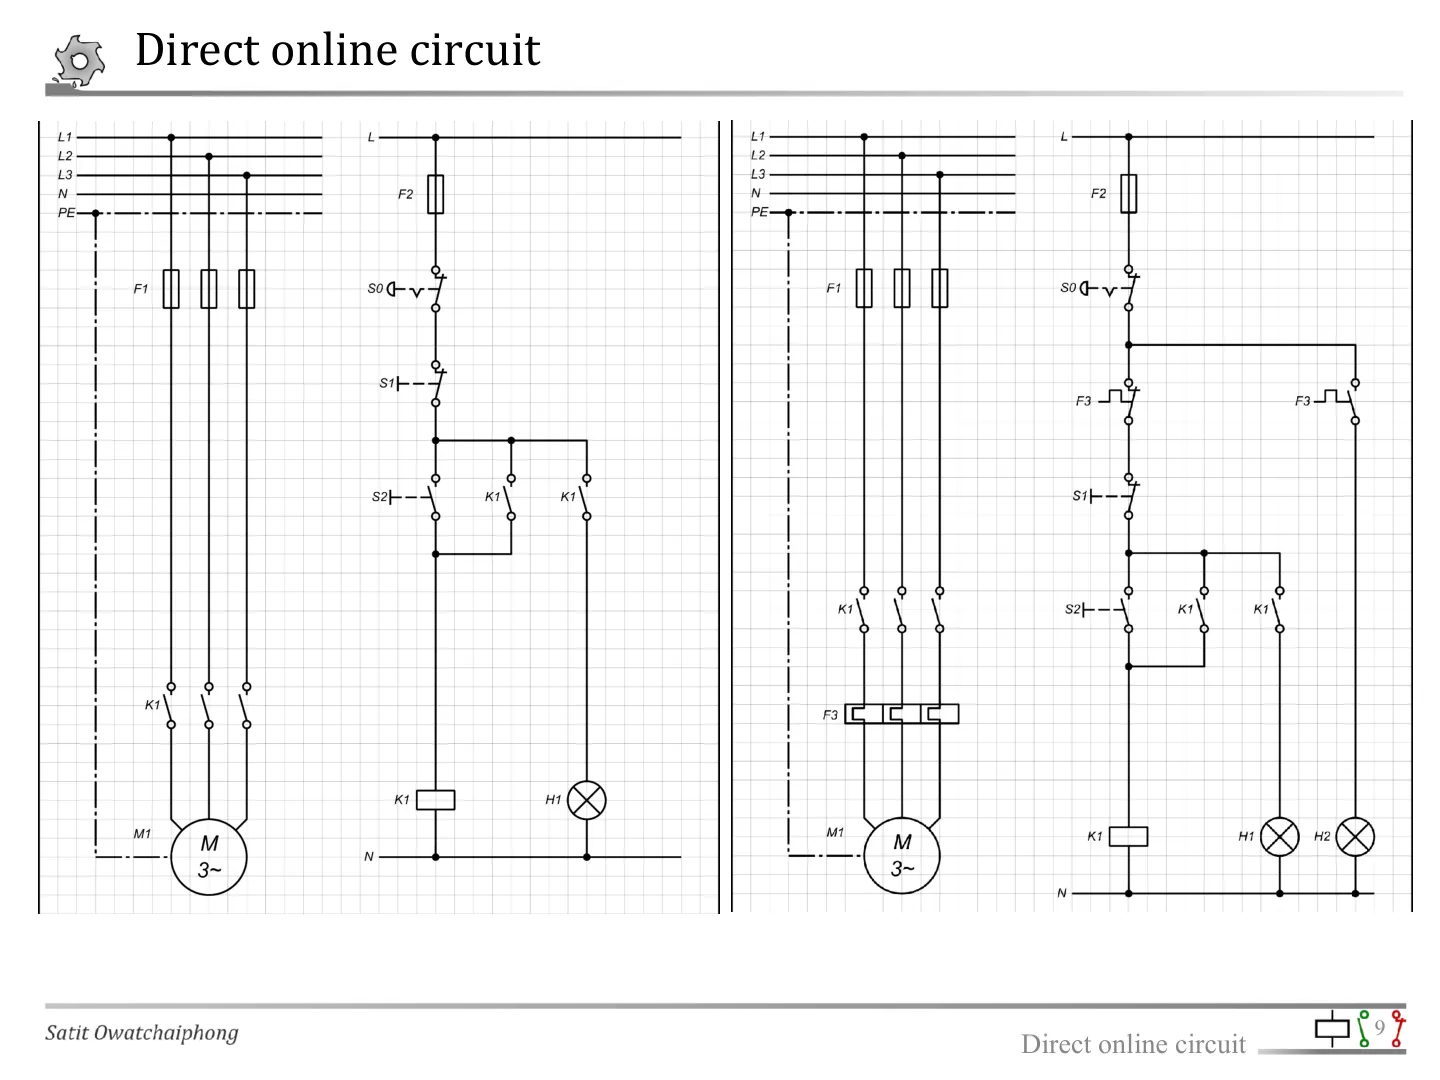 Direct online circuit
L1
L2
L3
N
PE
F1
K1
M1
M
3~
L
F2
S0
S1
S2
K1
K1
K1
H1
N
L1
L2
L3
N
PE
F1
K1
F3
M1
M
3~
L
F2
S0
F3
F3
S1
S2
K1
K1
K1
H1
H2
N
Satit Owatchaiphong
Direct online circuit
9